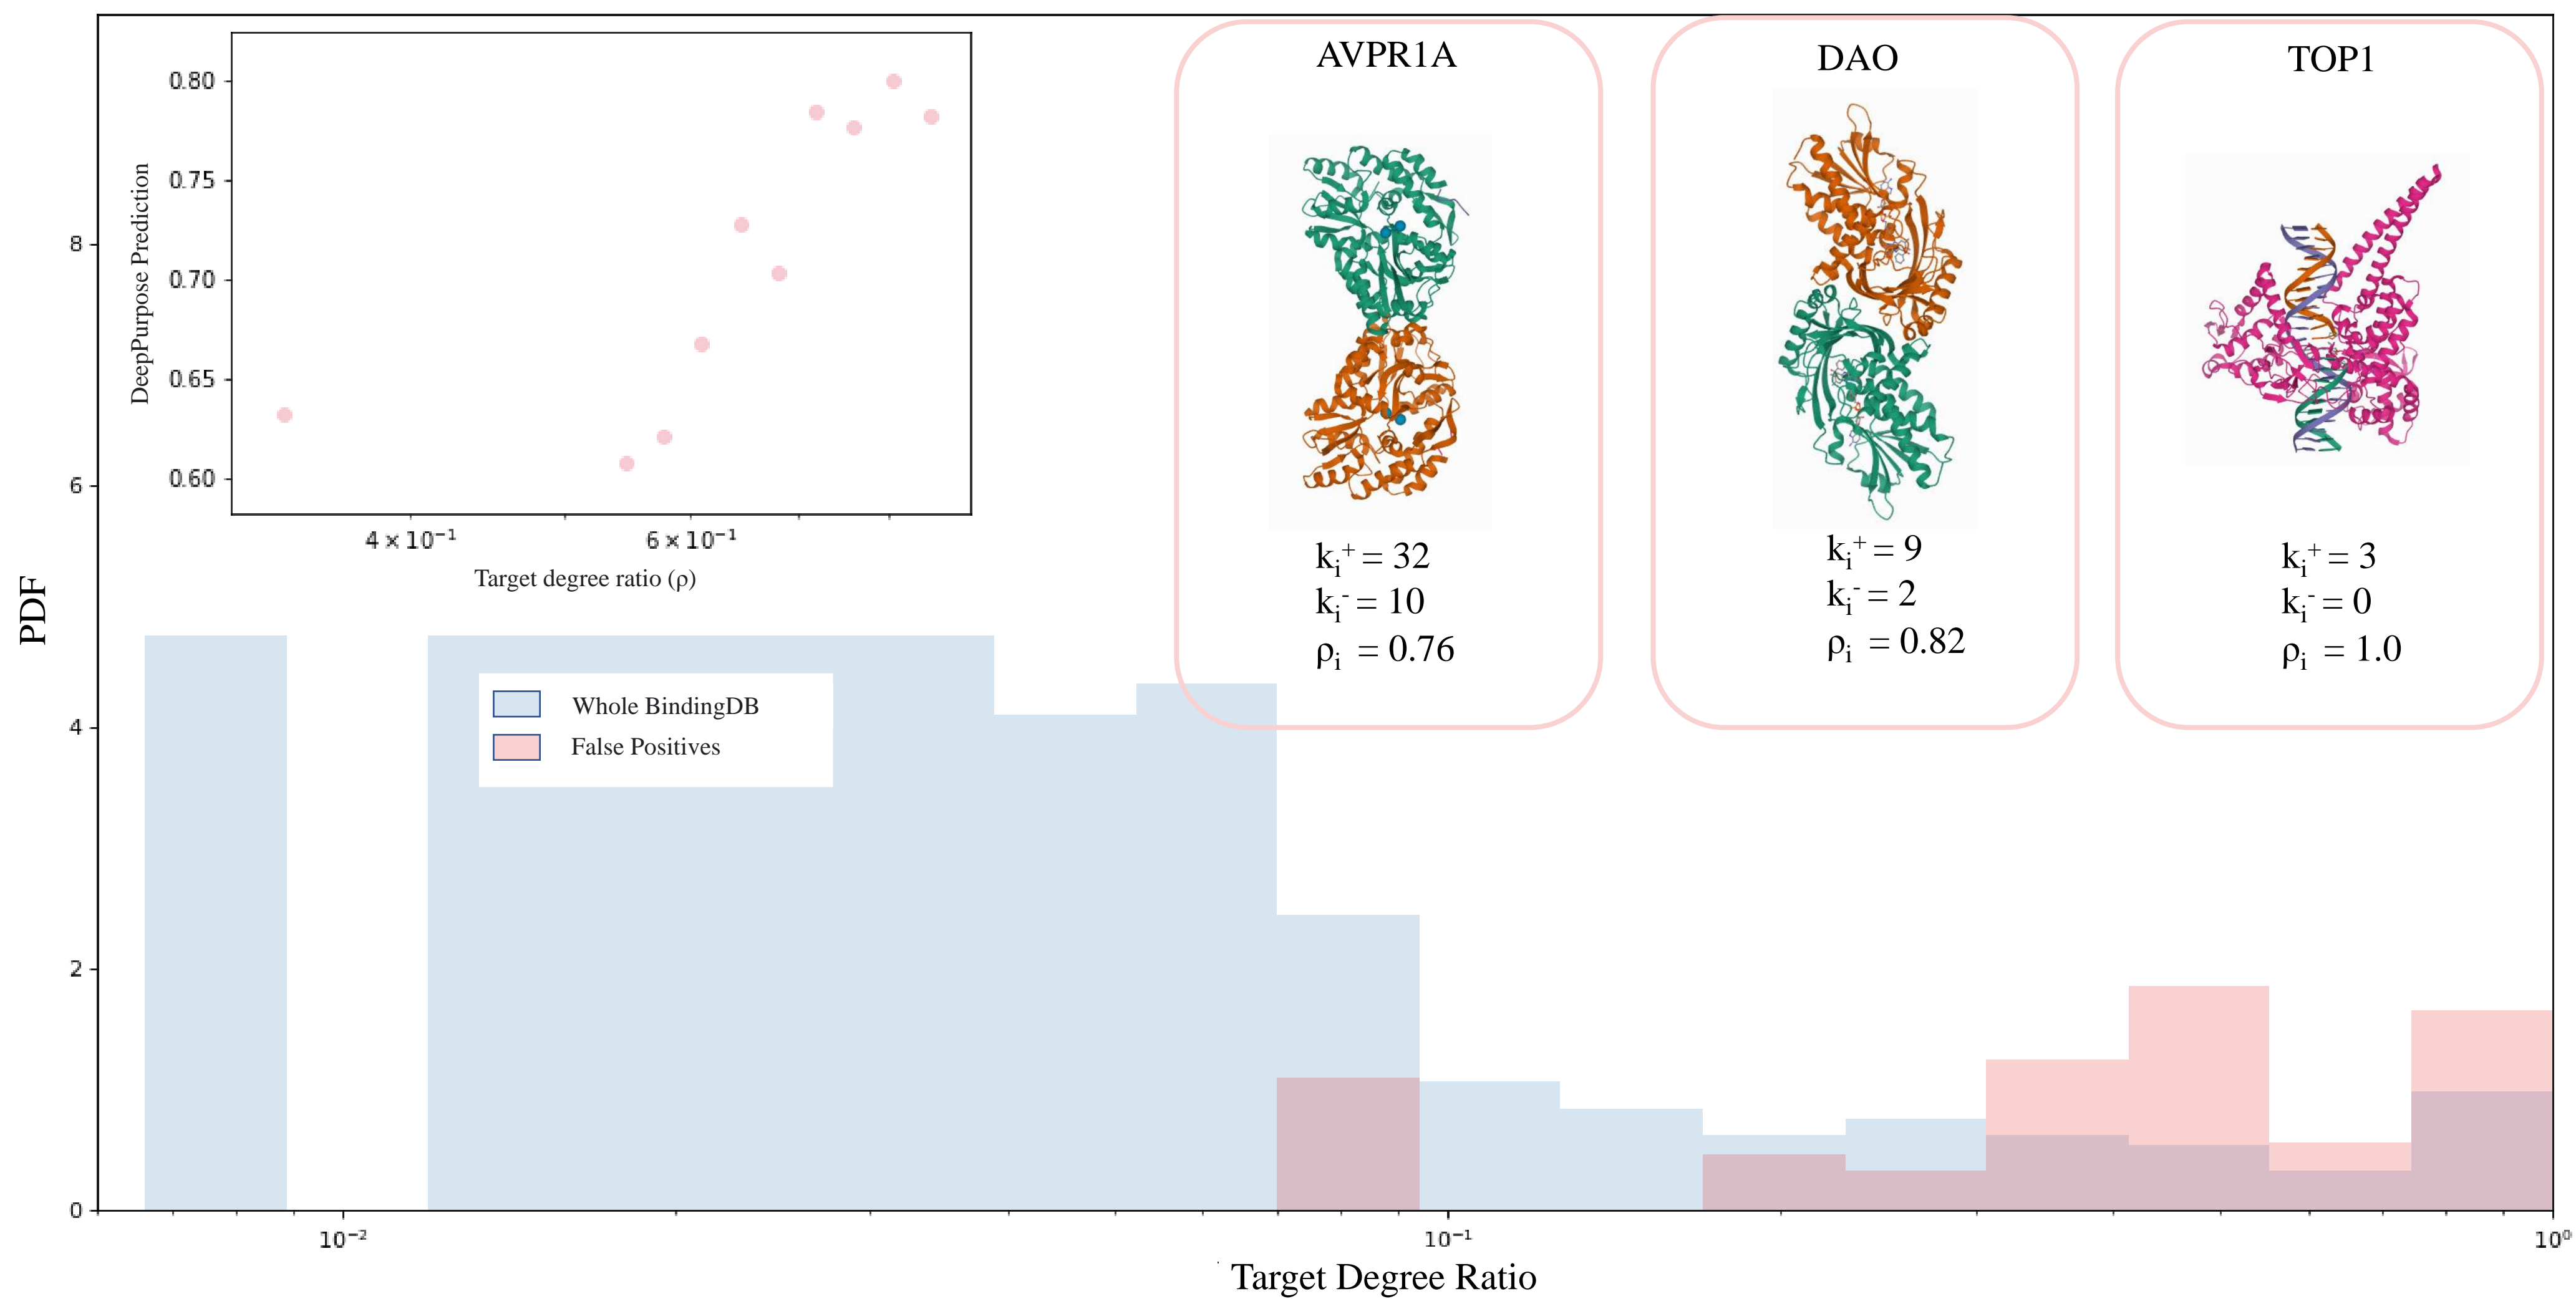 0.80
0.75
0.70
0.65
0.60
DeepPurpose Prediction
4 × 10⁻¹
6 × 10⁻¹
Target degree ratio (ρ)
AVPR1A
kᵢ⁺ = 32
kᵢ⁻ = 10
ρᵢ = 0.76
DAO
kᵢ⁺ = 9
kᵢ⁻ = 2
ρᵢ = 0.82
TOP1
kᵢ⁺ = 3
kᵢ⁻ = 0
ρᵢ = 1.0
Whole BindingDB
False Positives
PDF
8
6
4
2
0
10⁻²
10⁻¹
10⁰
Target Degree Ratio